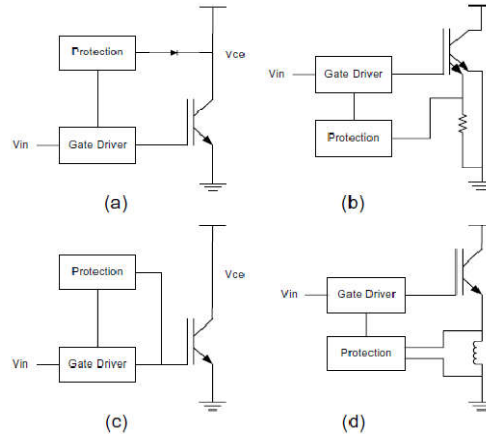 Protection
Vce
Vin
Gate Driver
(a)
Vin
Gate Driver
Protection
(b)
Protection
Vce
Vin
Gate Driver
(c)
Vin
Gate Driver
Protection
(d)